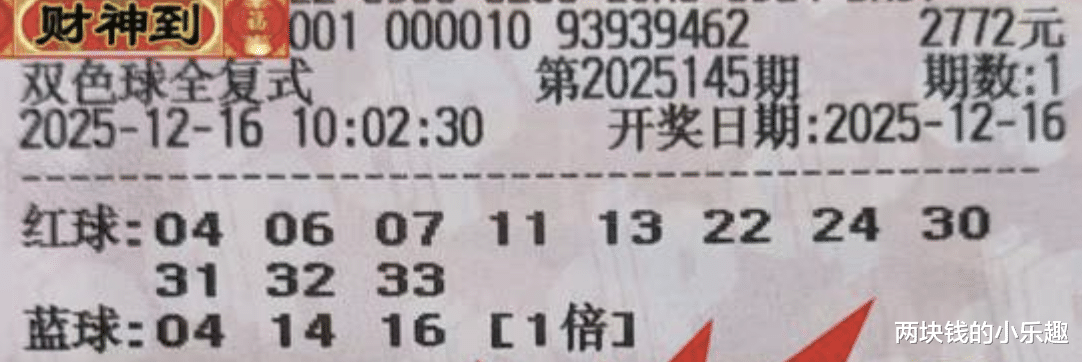 财神到 福
001 000010 93939462 2772元
双色球全复式 第2025145期 期数:1
2025-12-16 10:02:30 开奖日期:2025-12-16
红球:04 06 07 11 13 22 24 30
31 32 33
蓝球:04 14 16 [1倍]
两块钱的小乐趣